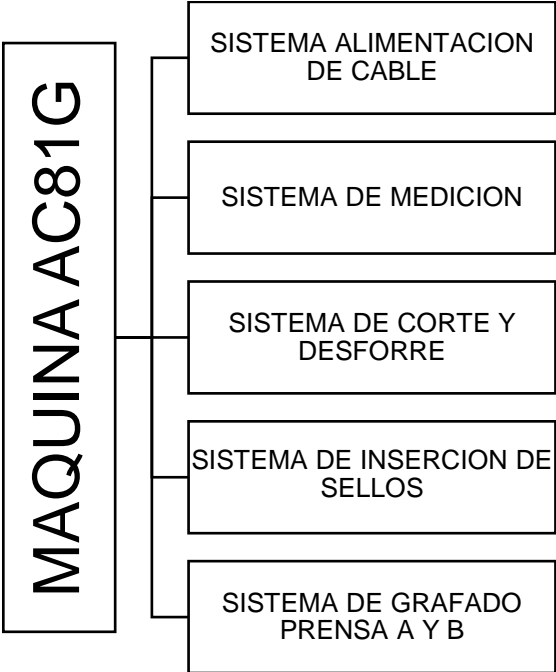 MAQUINA AC81G
SISTEMA ALIMENTACION
DE CABLE
SISTEMA DE MEDICION
SISTEMA DE CORTE Y
DESFORRE
SISTEMA DE INSERCION DE
SELLOS
SISTEMA DE GRAFADO
PRENSA A Y B